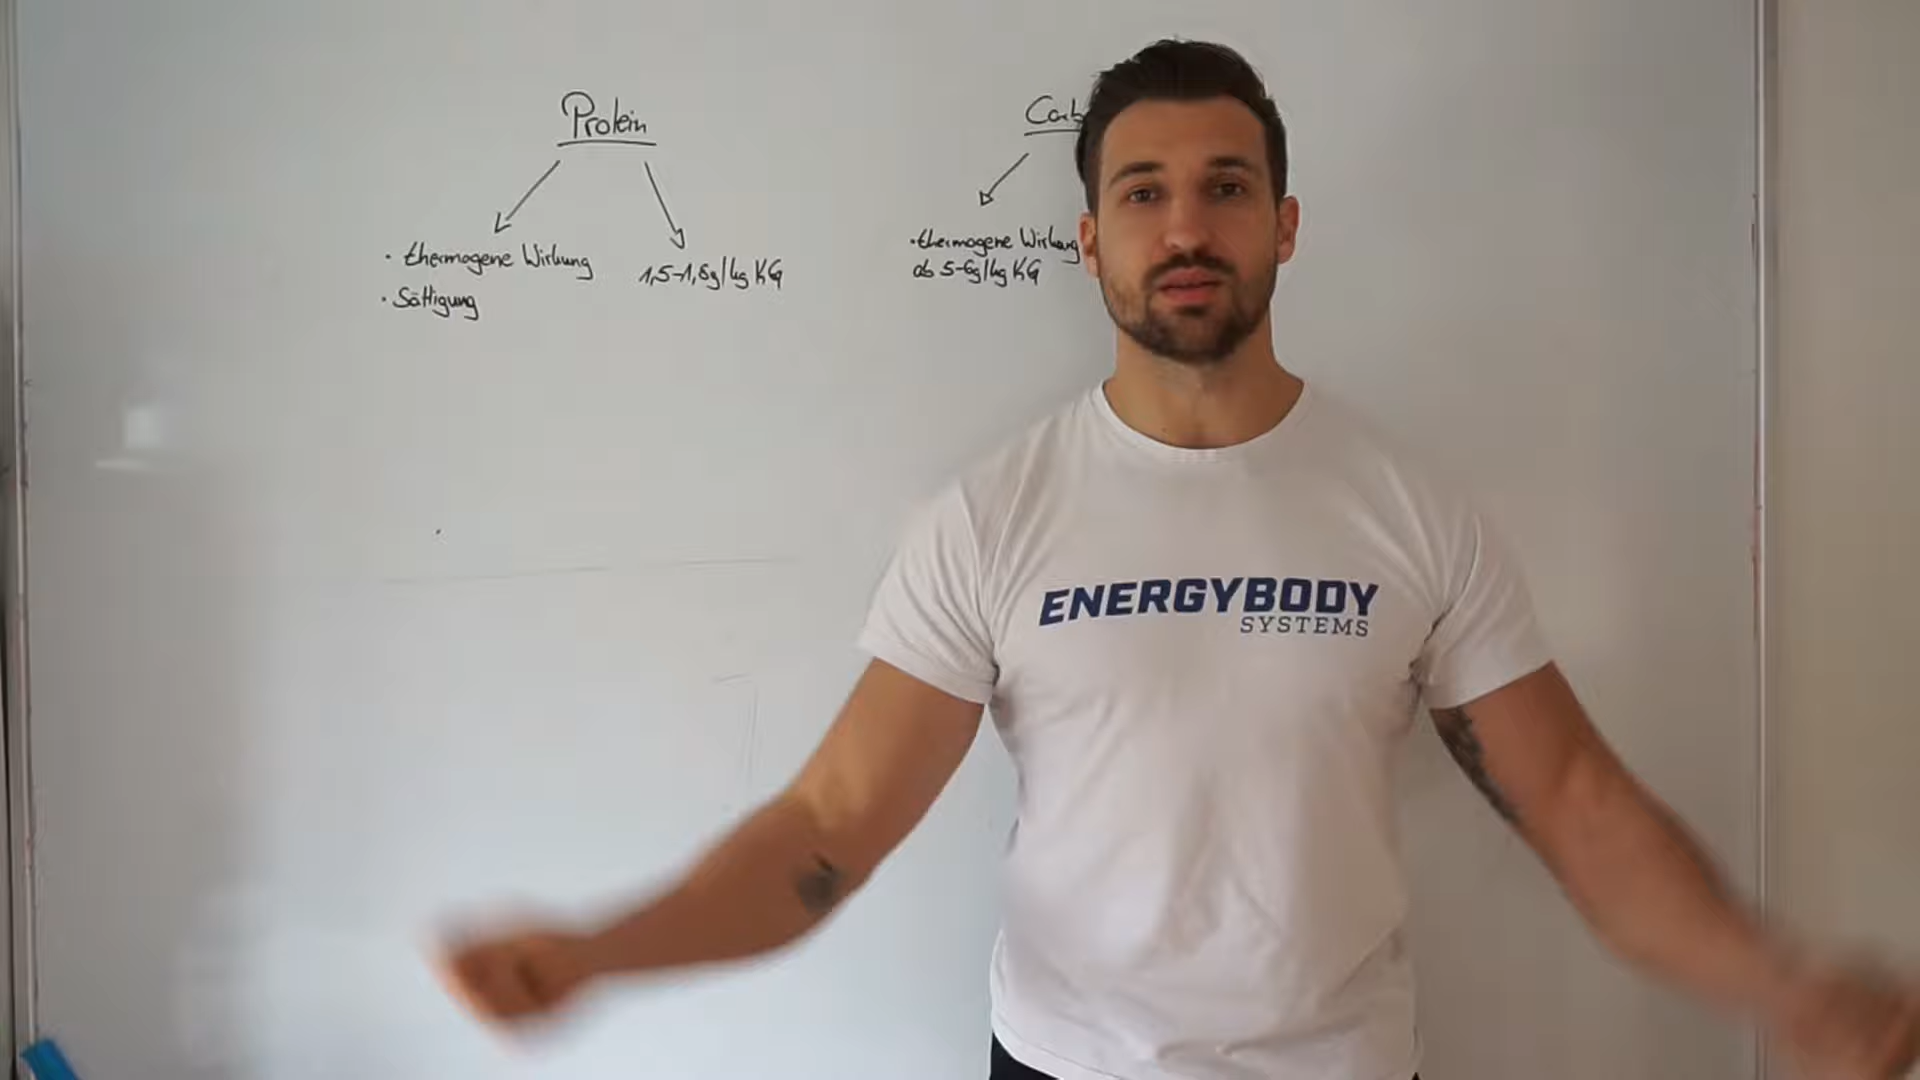 Protein
· thermogene Wirkung
· Sättigung
1,5-1,8g/kg KG
Carb
· thermogene Wirkung
ab 5-6g/kg KG
ENERGYBODY
SYSTEMS